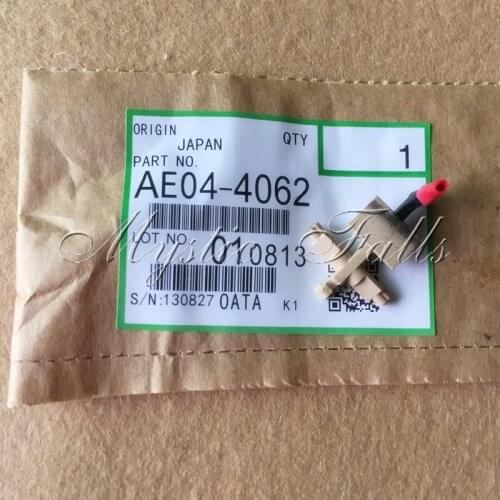 ORIGIN
JAPAN
QTY
1
PART NO.
AE04-4062
LOT NO.
010813
S/N:130827 0ATA K1
Mystic Falls